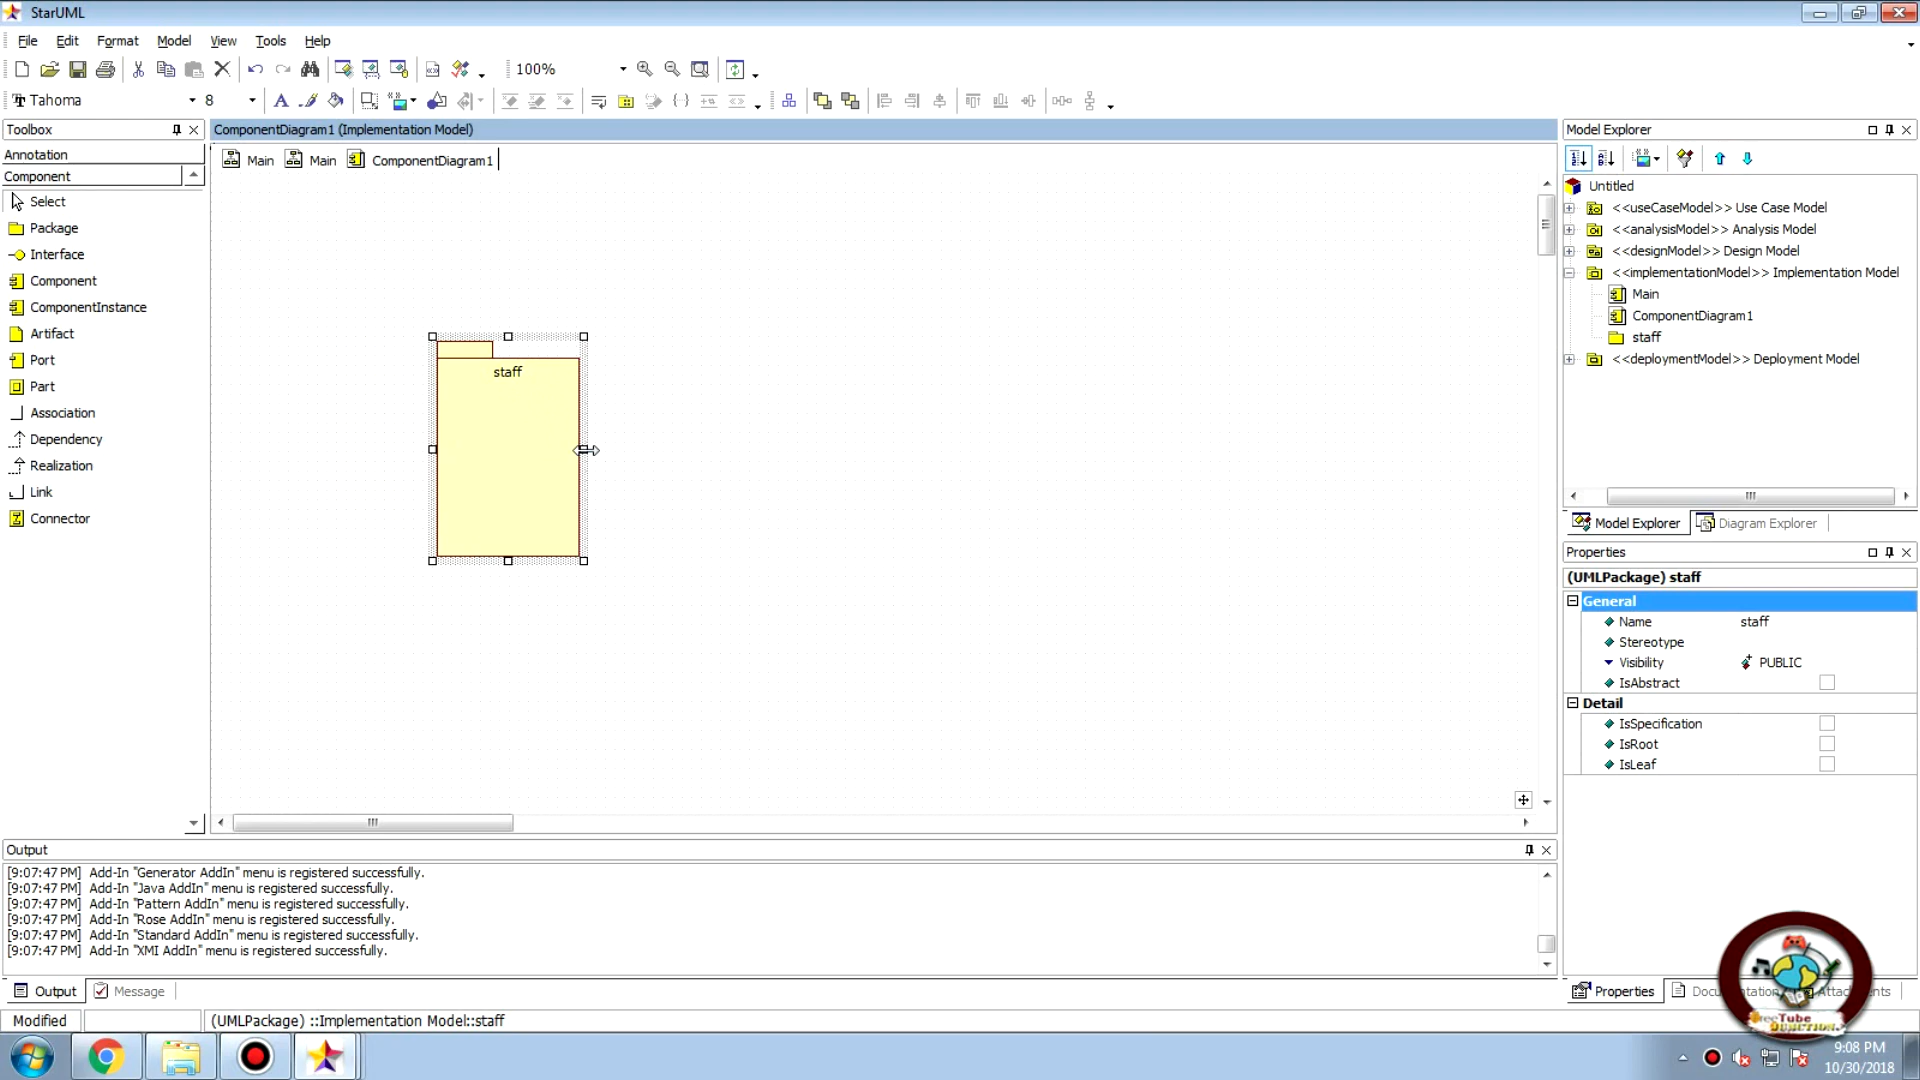 StarUML
File Edit Format Model View Tools Help
100%
Tahoma 8
Toolbox
Annotation
Component
Select
Package
Interface
Component
ComponentInstance
Artifact
Port
Part
Association
Dependency
Realization
Link
Connector
ComponentDiagram1 (Implementation Model)
Main Main ComponentDiagram1
staff
Model Explorer
Untitled
<<useCaseModel>> Use Case Model
<<analysisModel>> Analysis Model
<<designModel>> Design Model
<<implementationModel>> Implementation Model
Main
ComponentDiagram1
staff
<<deploymentModel>> Deployment Model
Model Explorer Diagram Explorer
Properties
(UMLPackage) staff
General
Name staff
Stereotype
Visibility PUBLIC
IsAbstract
Detail
IsSpecification
IsRoot
IsLeaf
Output
[9:07:47 PM] Add-In "Generator AddIn" menu is registered successfully.
[9:07:47 PM] Add-In "Java AddIn" menu is registered successfully.
[9:07:47 PM] Add-In "Pattern AddIn" menu is registered successfully.
[9:07:47 PM] Add-In "Rose AddIn" menu is registered successfully.
[9:07:47 PM] Add-In "Standard AddIn" menu is registered successfully.
[9:07:47 PM] Add-In "XMI AddIn" menu is registered successfully.
Output Message
Properties
Modified
(UMLPackage) ::Implementation Model::staff
9:08 PM
10/30/2018